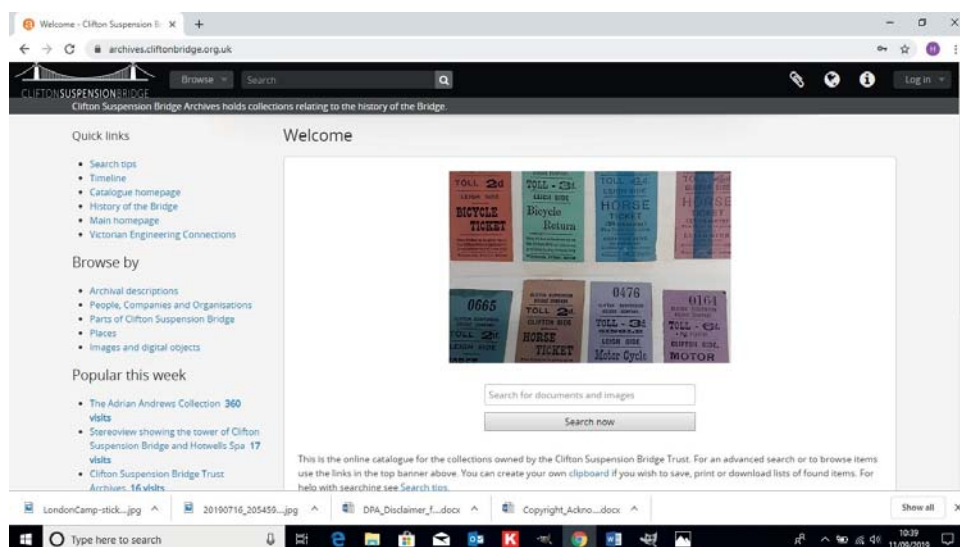 Welcome - Clifton Suspension B
archives.cliftonbridge.org.uk
CLIFTONSUSPENSIONBRIDGE
Browse
Search
Log in
Clifton Suspension Bridge Archives holds collections relating to the history of the Bridge.
Quick links
Search tips
Timeline
Catalogue homepage
History of the Bridge
Main homepage
Victorian Engineering Connections
Browse by
Archival descriptions
People, Companies and Organisations
Parts of Clifton Suspension Bridge
Places
Images and digital objects
Popular this week
The Adrian Andrews Collection 360
visits
Stereoview showing the tower of Clifton
Suspension Bridge and Hotwells Spa 17
visits
Clifton Suspension Bridge Trust
Archives 16 visits
Welcome
TOLL 2d
LEIGH SIDE
BICYCLE
TICKET
TOLL - 3d.
LEIGH SIDE
Bicycle
Return
TOLL
HORSE
TICKET
HORSE
0665
TOLL 2d
LEIGH SIDE
TOLL 2d
CLIFTON SIDE
HORSE
TICKET
0476
TOLL - 3d
SINGLE
LEIGH SIDE
Motor Cycle
0164
TOLL - 6d
CLIFTON SIDE.
MOTOR
Search for documents and images
Search now
This is the online catalogue for the collections owned by the Clifton Suspension Bridge Trust. For an advanced search or to browse items
use the links in the top banner above. You can create your own clipboard if you wish to save, print or download lists of found items. For
help with searching see Search tips.
LondonCamp-stick....jpg
20190716_205459....jpg
DPA_Disclaimer_f....docx
Copyright_Ackno....docx
Show all
Type here to search
10:39
11/09/2019